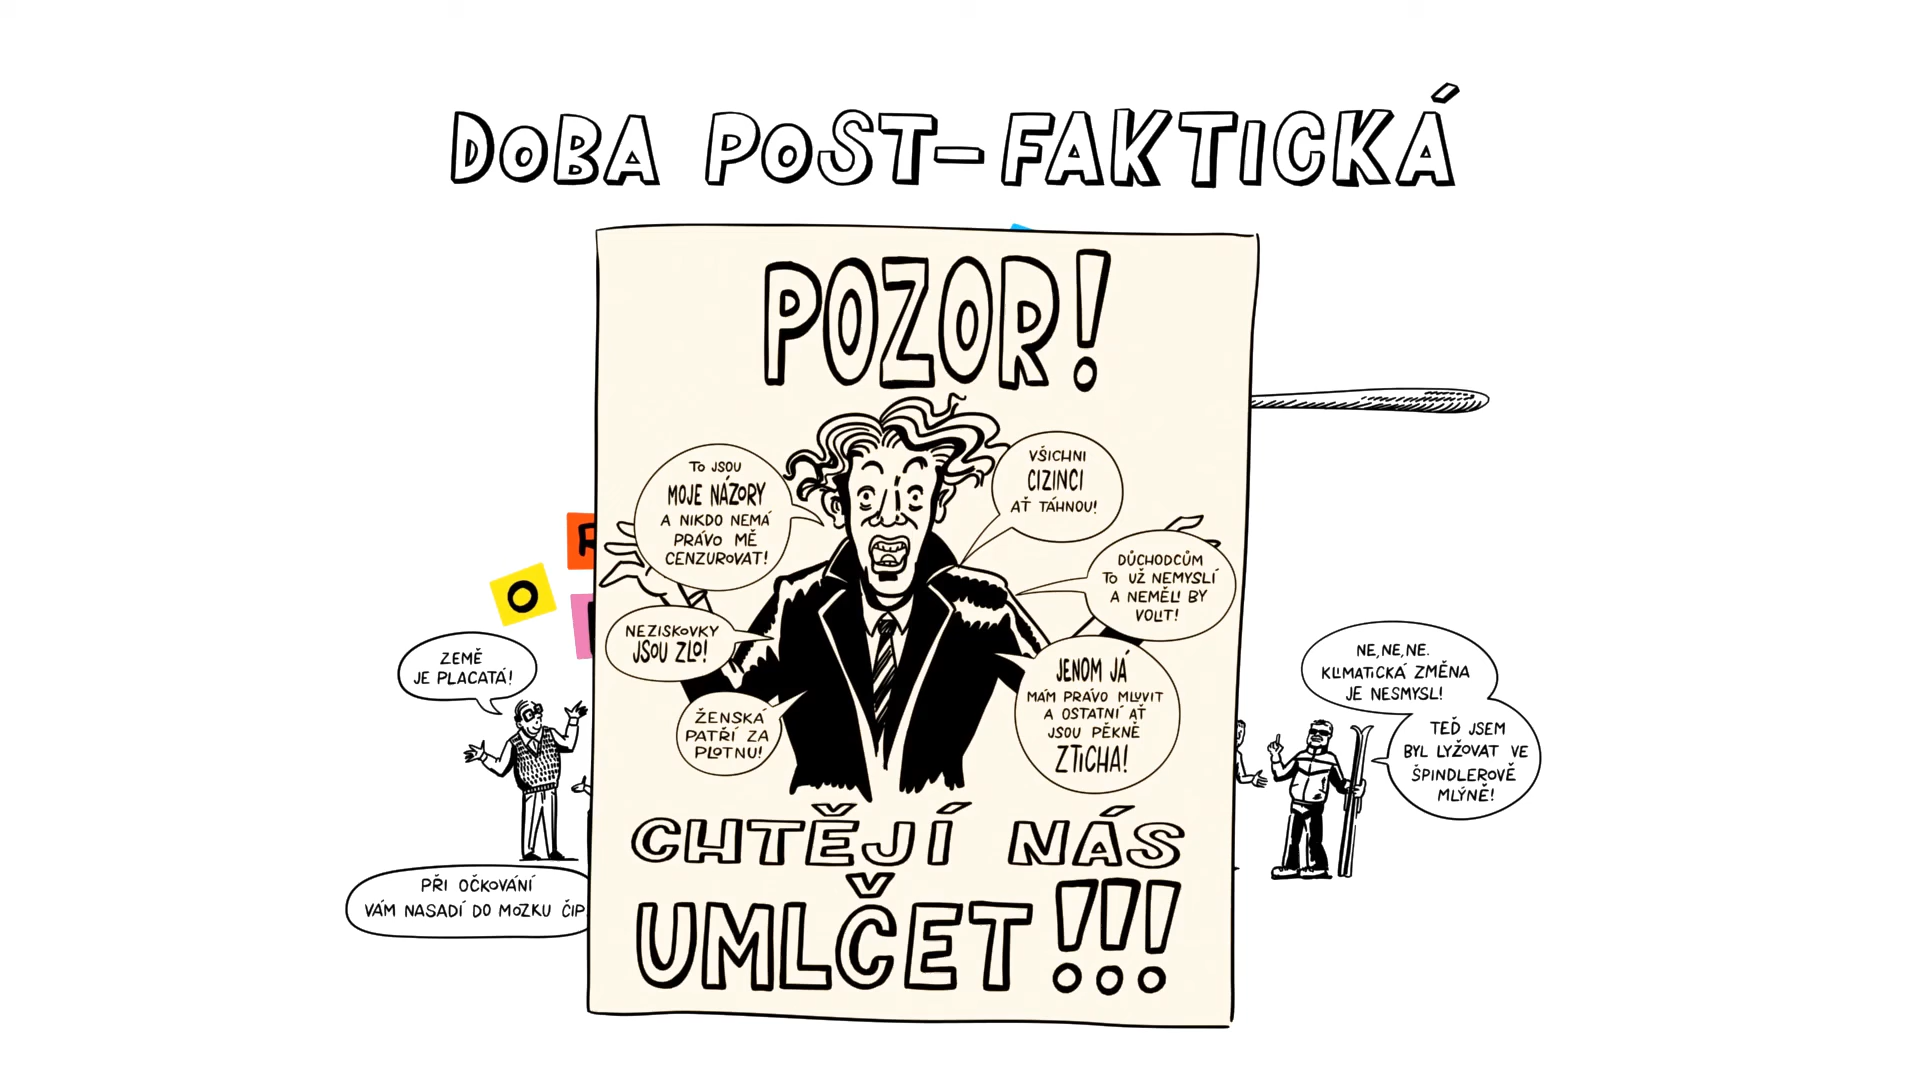 DOBA POST-FAKTICKÁ
POZOR!
TO JSOU
MOJE NÁZORY
A NIKDO NEMÁ
PRÁVO MĚ
CENZUROVAT!
VŠICHNI
CIZINCI
AŤ TÁHNOU!
DŮCHODCŮM
TO UŽ NEMYSLÍ
A NEMĚLI BY
VOLIT!
NEZISKOVKY
JSOU ZLO!
JENOM JÁ
MÁM PRÁVO MLUVIT
A OSTATNÍ AŤ
JSOU PĚKNĚ
ZTICHA!
ŽENSKÁ
PATŘÍ ZA
PLOTNU!
CHTĚJÍ NÁS
UMLČET!!!
R
O
ZEMĚ
JE PLACATÁ!
PŘI OČKOVÁNÍ
VÁM NASADÍ DO MOZKU ČIP
NE, NE, NE.
KLIMATICKÁ ZMĚNA
JE NESMYSL!
TEĎ JSEM
BYL LYŽOVAT VE
ŠPINDLEROVĚ
MLÝNĚ!